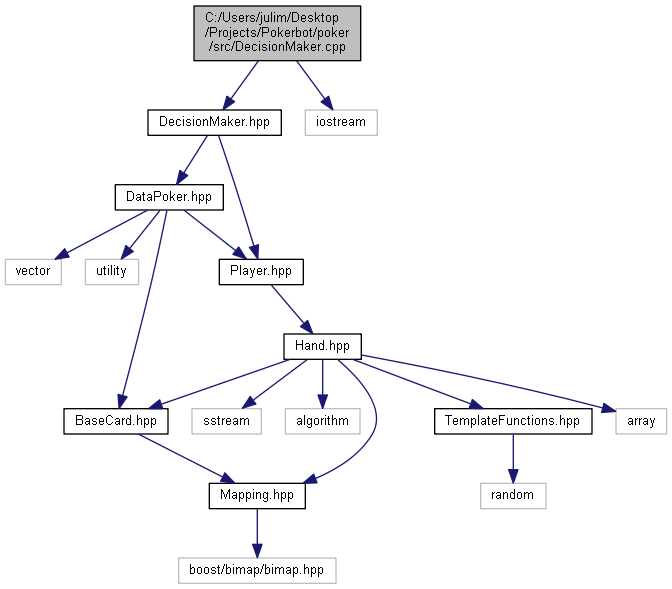 C:/Users/julim/Desktop
/Projects/Pokerbot/poker
/src/DecisionMaker.cpp
DecisionMaker.hpp
iostream
DataPoker.hpp
vector
utility
Player.hpp
Hand.hpp
BaseCard.hpp
sstream
algorithm
TemplateFunctions.hpp
array
Mapping.hpp
random
boost/bimap/bimap.hpp